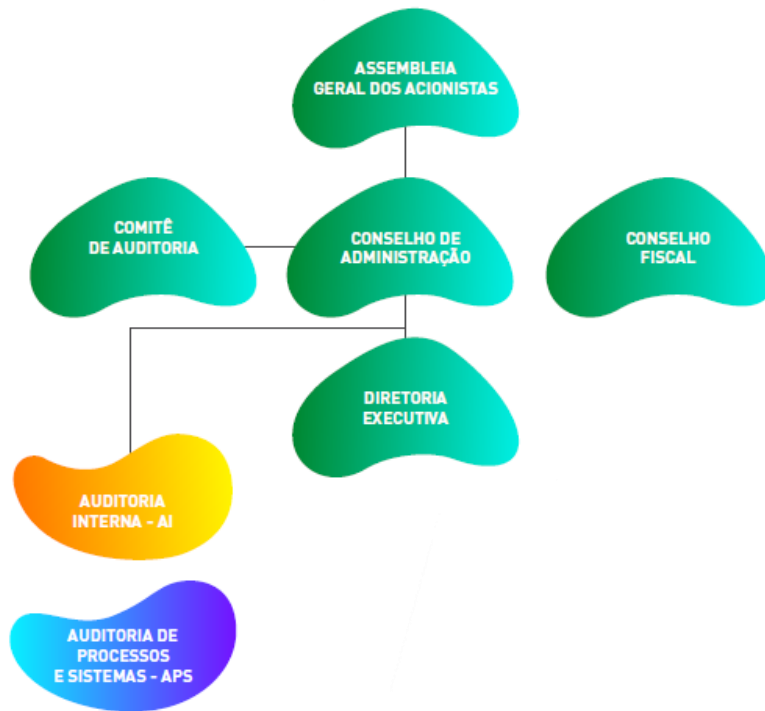 ASSEMBLEIA
GERAL DOS ACIONISTAS
COMITÊ
DE AUDITORIA
CONSELHO DE
ADMINISTRAÇÃO
CONSELHO
FISCAL
DIRETORIA
EXECUTIVA
AUDITORIA
INTERNA - AI
AUDITORIA DE
PROCESSOS
E SISTEMAS - APS